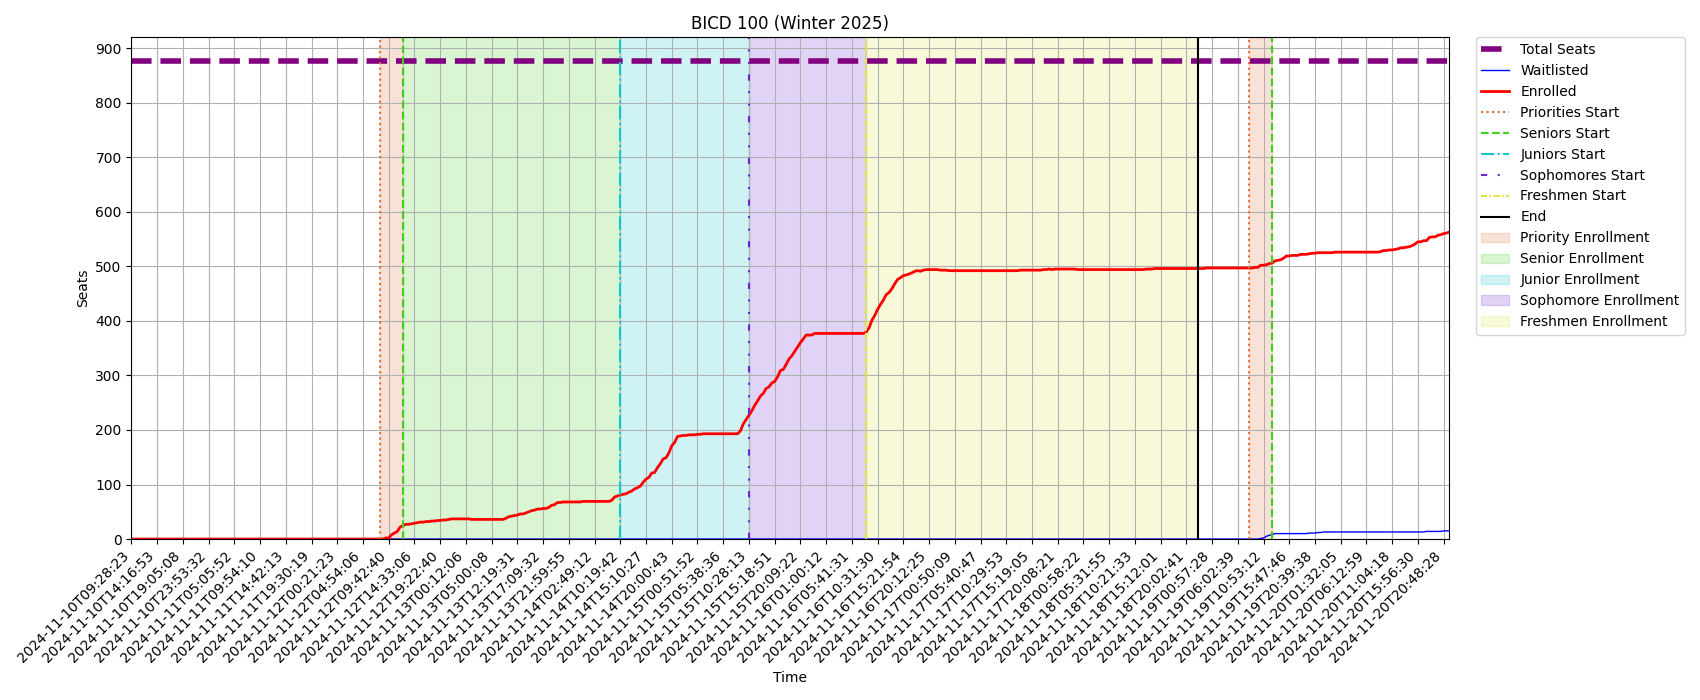 BICD 100 (Winter 2025)
Seats
900
800
700
600
500
400
300
200
100
0
2024-11-10T09:28:23
2024-11-10T14:16:53
2024-11-10T19:05:08
2024-11-10T23:53:32
2024-11-11T05:05:52
2024-11-11T09:54:10
2024-11-11T14:42:13
2024-11-11T19:30:19
2024-11-12T00:21:23
2024-11-12T04:54:06
2024-11-12T09:42:40
2024-11-12T14:33:06
2024-11-12T19:22:40
2024-11-13T00:12:06
2024-11-13T05:00:08
2024-11-13T12:19:31
2024-11-13T17:09:32
2024-11-13T21:59:55
2024-11-14T02:49:12
2024-11-14T10:19:42
2024-11-14T15:10:27
2024-11-14T20:00:43
2024-11-15T00:51:52
2024-11-15T05:38:36
2024-11-15T10:28:13
2024-11-15T15:18:51
2024-11-15T20:09:22
2024-11-16T01:00:12
2024-11-16T05:41:31
2024-11-16T10:31:30
2024-11-16T15:21:54
2024-11-16T20:12:25
2024-11-17T00:50:09
2024-11-17T05:40:47
2024-11-17T10:29:53
2024-11-17T15:19:05
2024-11-17T20:08:21
2024-11-18T00:58:22
2024-11-18T05:31:55
2024-11-18T10:21:33
2024-11-18T15:12:01
2024-11-18T20:02:41
2024-11-19T00:57:28
2024-11-19T06:02:39
2024-11-19T10:53:12
2024-11-19T15:47:46
2024-11-19T20:39:38
2024-11-20T01:32:05
2024-11-20T06:12:59
2024-11-20T11:04:18
2024-11-20T15:56:30
2024-11-20T20:48:28
Time
Total Seats
Waitlisted
Enrolled
Priorities Start
Seniors Start
Juniors Start
Sophomores Start
Freshmen Start
End
Priority Enrollment
Senior Enrollment
Junior Enrollment
Sophomore Enrollment
Freshmen Enrollment